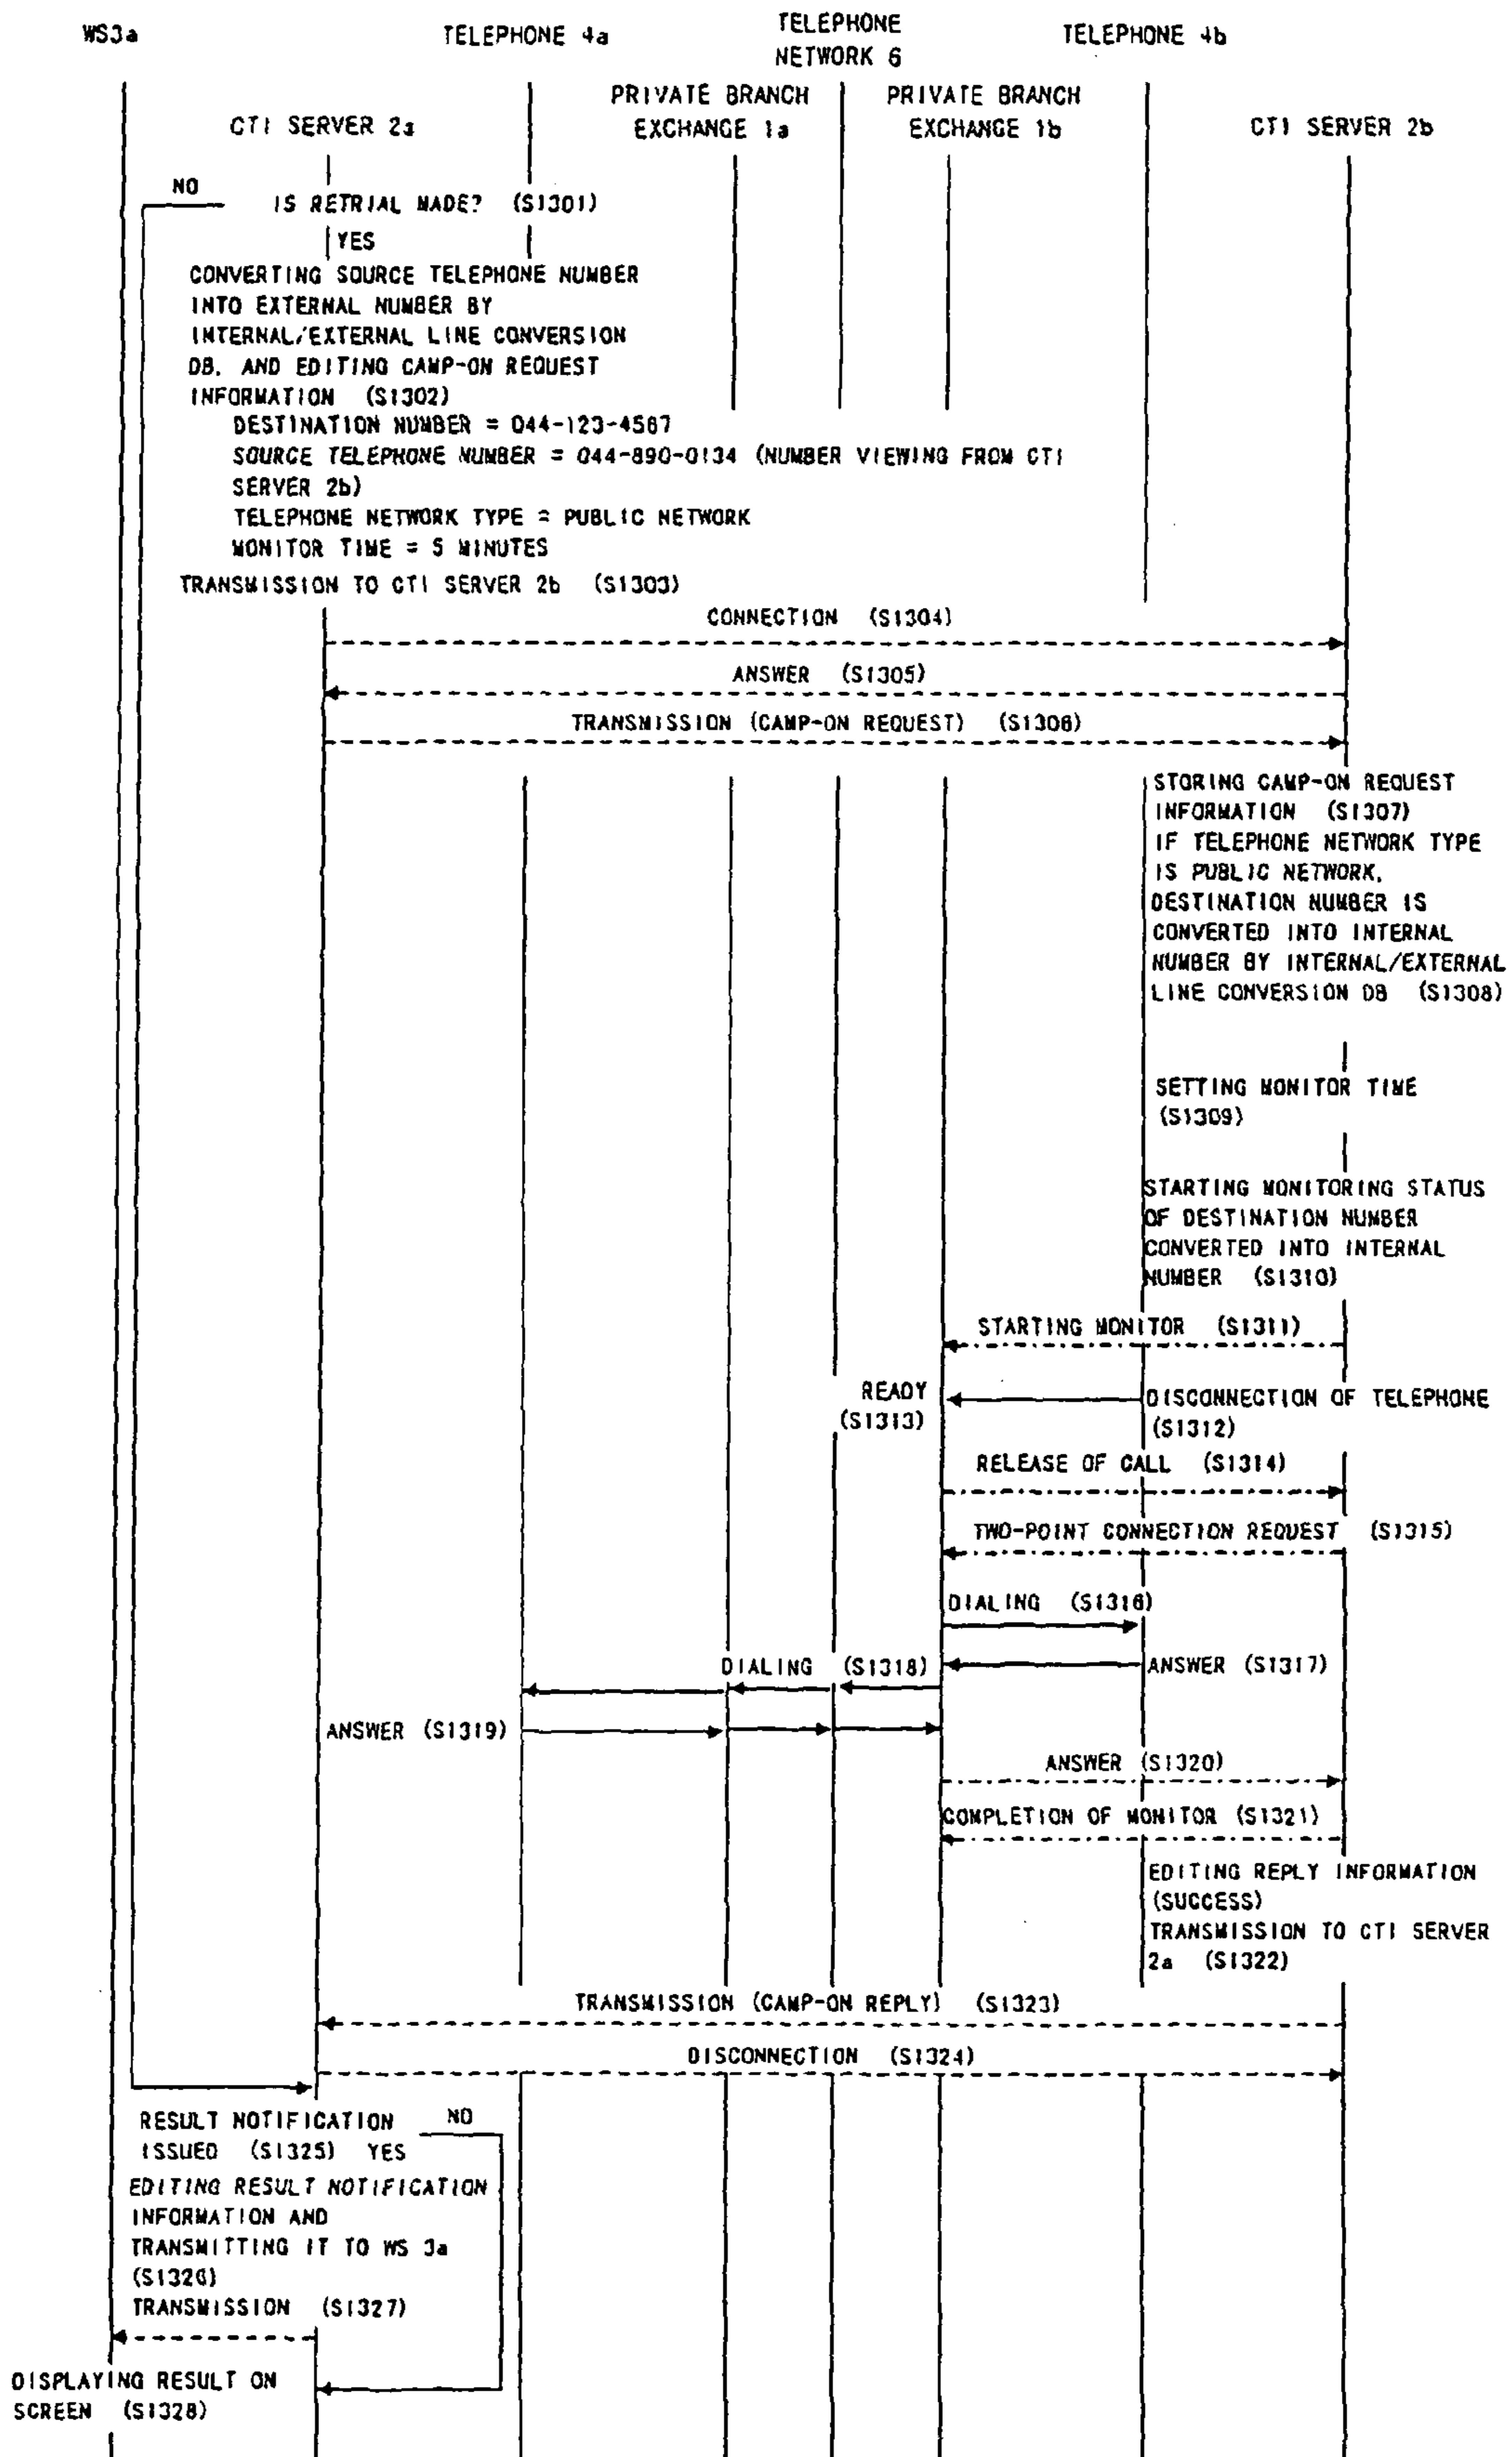 WS3a
TELEPHONE 4a
TELEPHONE
NETWORK 6
TELEPHONE 4b
CTI SERVER 2a
PRIVATE BRANCH
EXCHANGE 1a
PRIVATE BRANCH
EXCHANGE 1b
CTI SERVER 2b
NO
IS RETRIAL MADE? (S1301)
YES
CONVERTING SOURCE TELEPHONE NUMBER
INTO EXTERNAL NUMBER BY
INTERNAL/EXTERNAL LINE CONVERSION
DB, AND EDITING CAMP-ON REQUEST
INFORMATION (S1302)
DESTINATION NUMBER = 044-123-4567
SOURCE TELEPHONE NUMBER = 044-890-0134 (NUMBER VIEWING FROM CTI
SERVER 2b)
TELEPHONE NETWORK TYPE = PUBLIC NETWORK
MONITOR TIME = 5 MINUTES
TRANSMISSION TO CTI SERVER 2b (S1303)
CONNECTION (S1304)
ANSWER (S1305)
TRANSMISSION (CAMP-ON REQUEST) (S1306)
STORING CAMP-ON REQUEST
INFORMATION (S1307)
IF TELEPHONE NETWORK TYPE
IS PUBLIC NETWORK,
DESTINATION NUMBER IS
CONVERTED INTO INTERNAL
NUMBER BY INTERNAL/EXTERNAL
LINE CONVERSION DB (S1308)
SETTING MONITOR TIME
(S1309)
STARTING MONITORING STATUS
OF DESTINATION NUMBER
CONVERTED INTO INTERNAL
NUMBER (S1310)
STARTING MONITOR (S1311)
READY
(S1313)
DISCONNECTION OF TELEPHONE
(S1312)
RELEASE OF CALL (S1314)
TWO-POINT CONNECTION REQUEST (S1315)
DIALING (S1316)
DIALING (S1318)
ANSWER (S1317)
ANSWER (S1319)
ANSWER (S1320)
COMPLETION OF MONITOR (S1321)
EDITING REPLY INFORMATION
(SUCCESS)
TRANSMISSION TO CTI SERVER
2a (S1322)
TRANSMISSION (CAMP-ON REPLY) (S1323)
DISCONNECTION (S1324)
RESULT NOTIFICATION NO
ISSUED (S1325) YES
EDITING RESULT NOTIFICATION
INFORMATION AND
TRANSMITTING IT TO WS 3a
(S1326)
TRANSMISSION (S1327)
DISPLAYING RESULT ON
SCREEN (S1328)